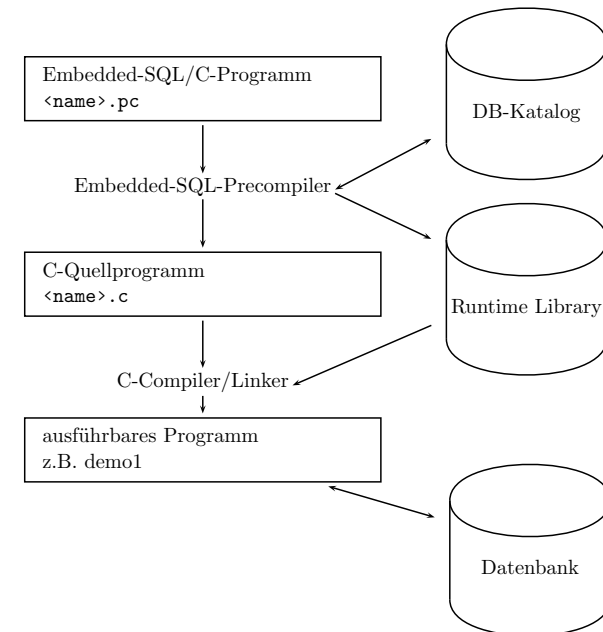 Embedded-SQL/C-Programm
<name>.pc
DB-Katalog
Embedded-SQL-Precompiler
C-Quellprogramm
<name>.c
Runtime Library
C-Compiler/Linker
ausführbares Programm
z.B. demo1
Datenbank